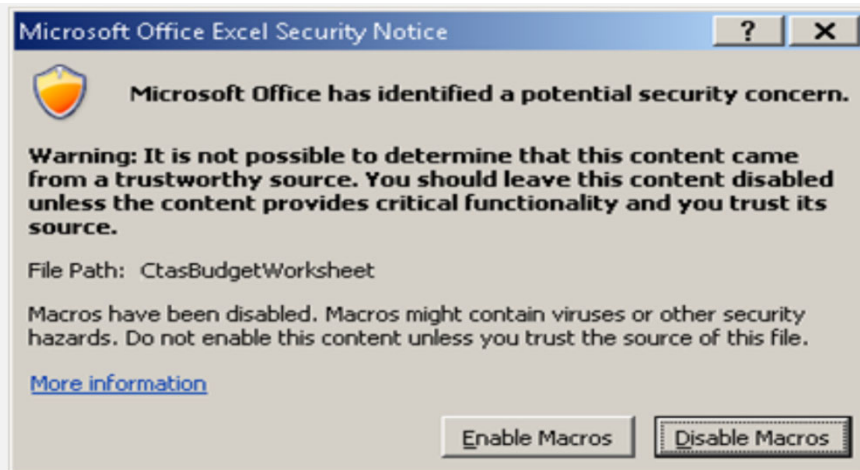 Microsoft Office Excel Security Notice
?
Microsoft Office has identified a potential security concern.
Warning: It is not possible to determine that this content came
from a trustworthy source. You should leave this content disabled
unless the content provides critical functionality and you trust its
source.
File Path: CtasBudgetWorksheet
Macros have been disabled. Macros might contain viruses or other security
hazards. Do not enable this content unless you trust the source of this file.
More information
Enable Macros Disable Macros